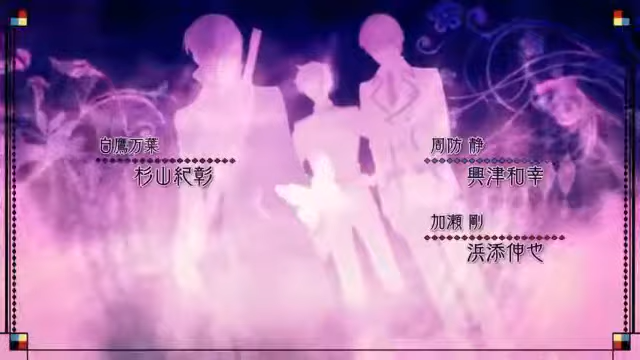 白鷹万葉
杉山紀彰
周防 静
興津和幸
加瀬 剛
浜添伸也